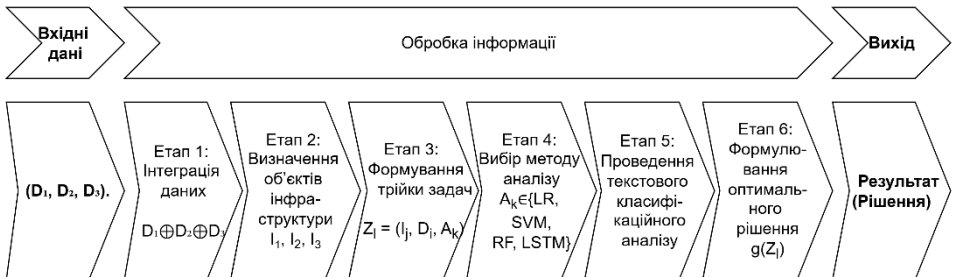 Вхідні
дані
Обробка інформації
Вихід
(D₁, D₂, D₃).
Етап 1:
Інтеграція
даних
D₁⊕D₂⊕D₃
Етап 2:
Визначення
об’єктів
інфра-
структури
I₁, I₂, I₃
Етап 3:
Формування
трійки задач
Zₗ = (Iⱼ, Dᵢ, Aₖ)
Етап 4:
Вибір методу
аналізу
Aₖ∈{LR,
SVM,
RF, LSTM}
Етап 5:
Проведення
текстового
класифі-
каційного
аналізу
Етап 6:
Формулю-
вання
оптималь-
ного
рішення
g(Zₗ)
Результат
(Рішення)